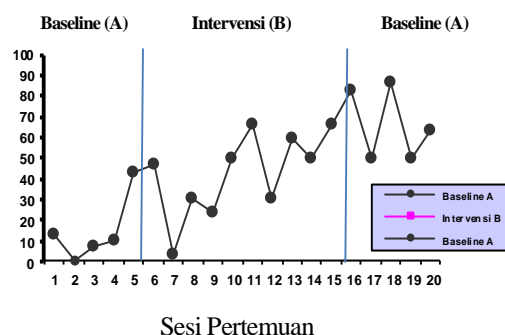 Baseline (A) Intervensi (B) Baseline (A)
100
90
80
70
60
50
40
30
20
10
0
1 2 3 4 5 6 7 8 9 10 11 12 13 14 15 16 17 18 19 20
Baseline A
Intervensi B
Baseline A
Sesi Pertemuan